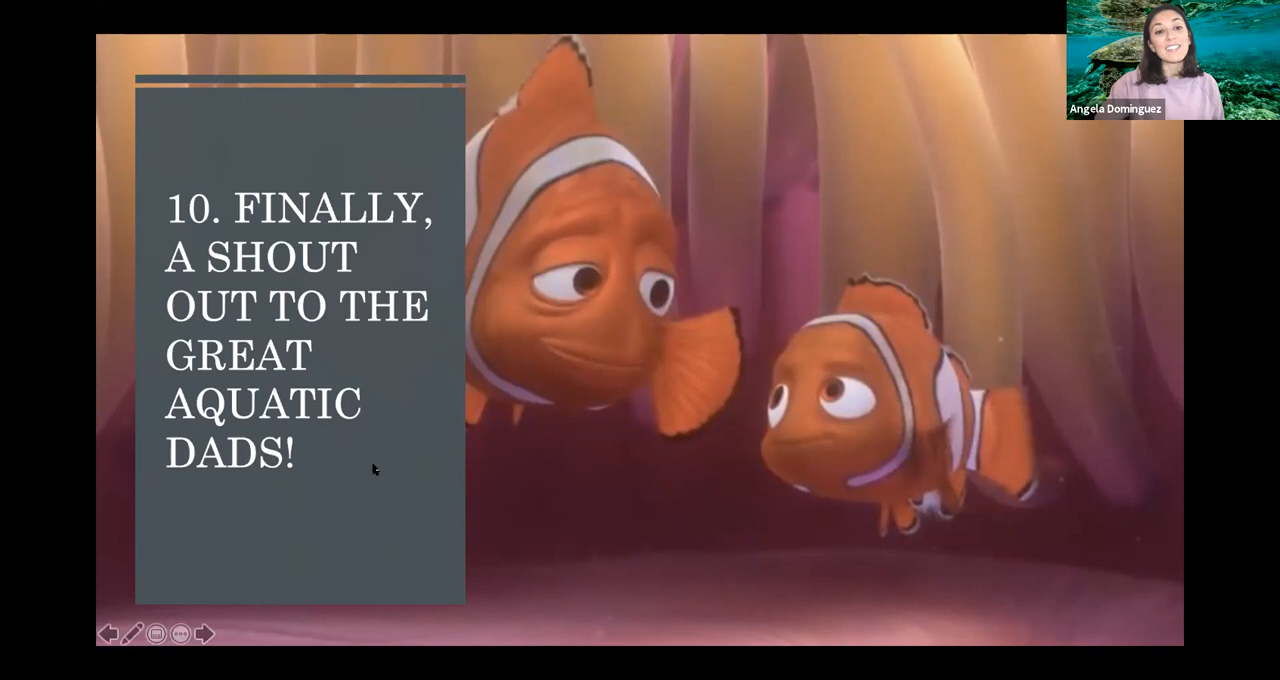 Angela Dominguez
10. FINALLY,
A SHOUT
OUT TO THE
GREAT
AQUATIC
DADS!